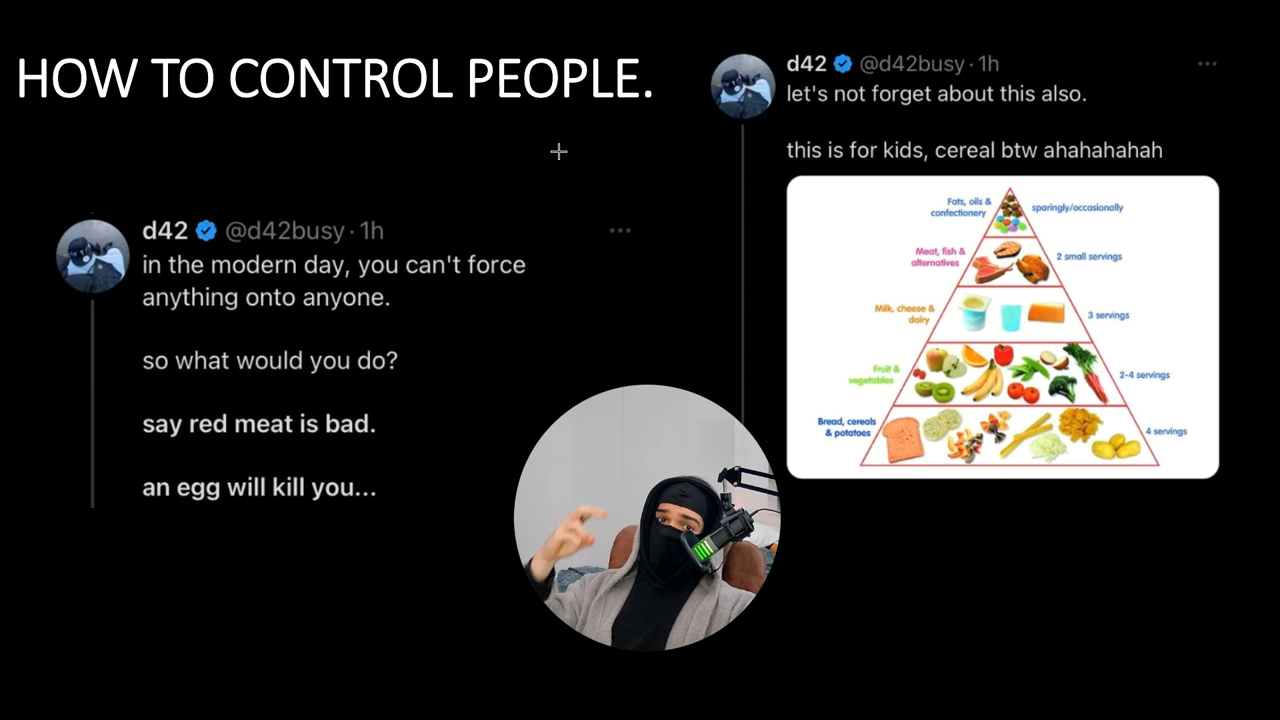 HOW TO CONTROL PEOPLE.
d42 @d42busy · 1h
in the modern day, you can't force
anything onto anyone.
so what would you do?
say red meat is bad.
an egg will kill you...
d42 @d42busy · 1h
let's not forget about this also.
this is for kids, cereal btw ahahahahah
Fats, oils &
confectionery
sparingly/occasionally
Meat, fish &
alternatives
2 small servings
Milk, cheese &
dairy
3 servings
Fruit &
vegetables
2-4 servings
Bread, cereals
& potatoes
4 servings